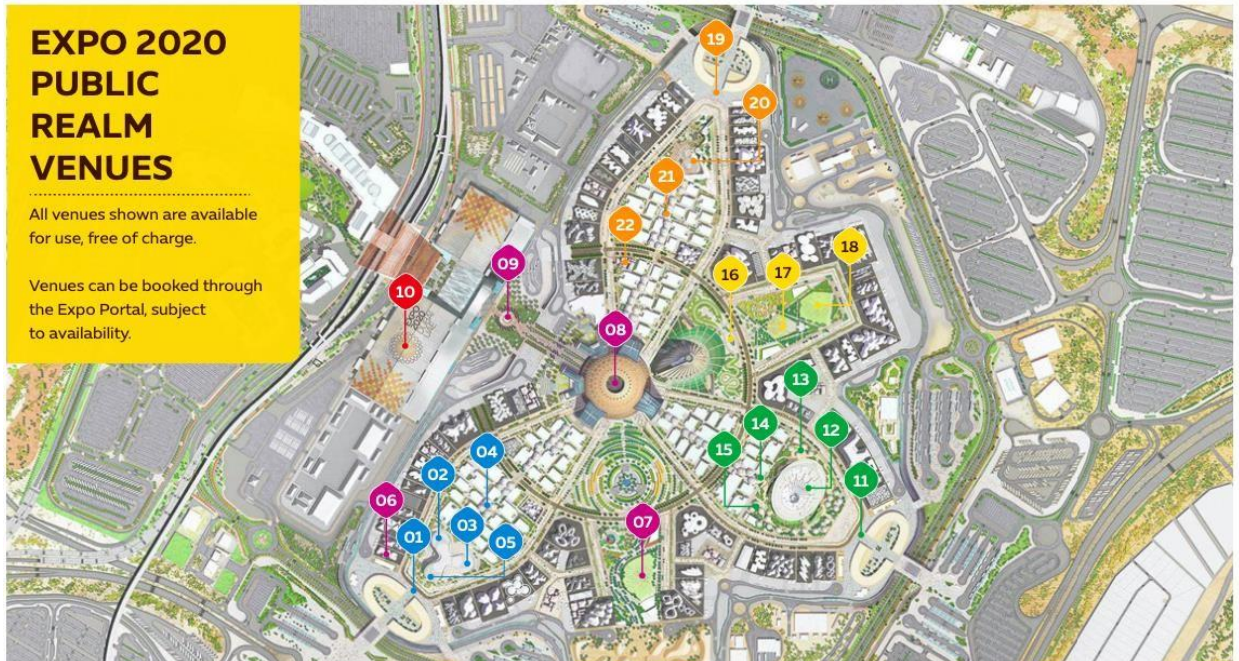 EXPO 2020
PUBLIC
REALM
VENUES
All venues shown are available
for use, free of charge.
Venues can be booked through
the Expo Portal, subject
to availability.
19
20
21
22
18
17
16
09
10
08
13
12
14
15
11
04
02
06
03
01
05
07
H